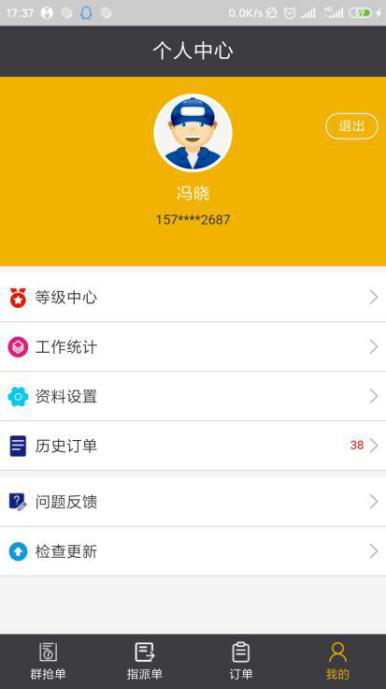 17:37
0.0K/s
4G
个人中心
退出
冯晓
157****2687
等级中心
工作统计
资料设置
历史订单
38
问题反馈
检查更新
群抢单
指派单
订单
我的